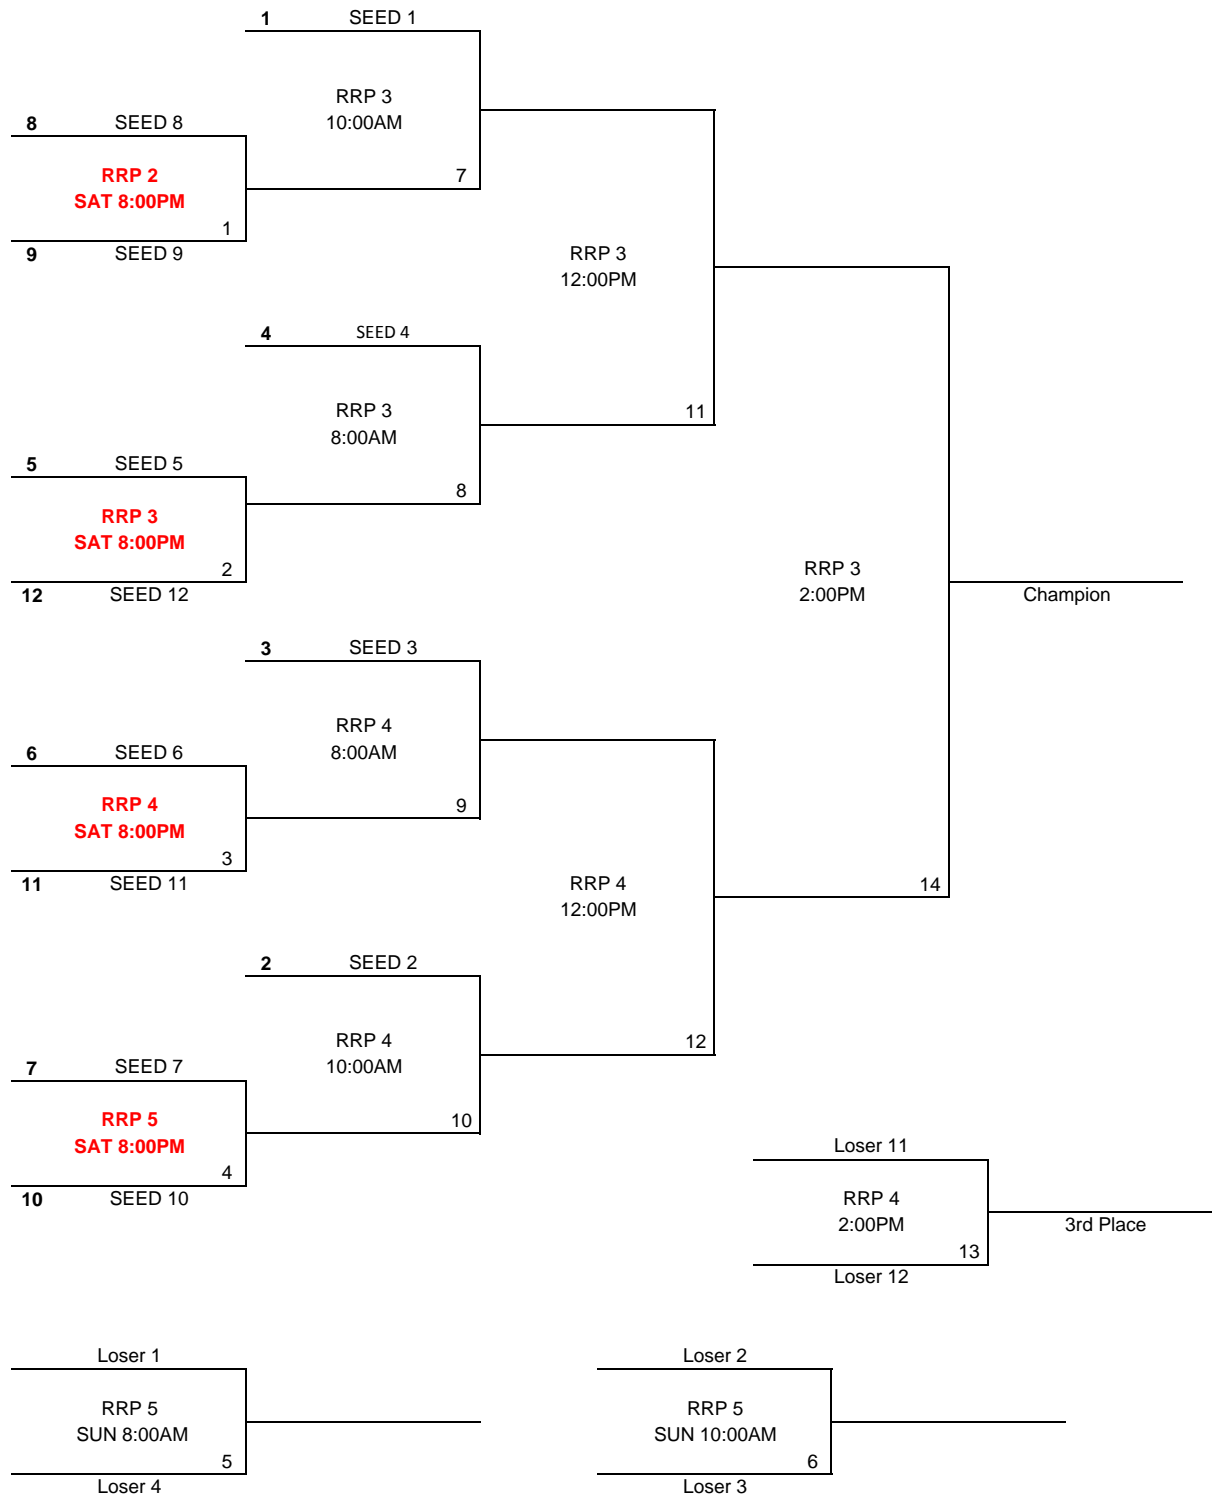 1 SEED 1
RRP 3
10:00AM
8 SEED 8
RRP 2
SAT 8:00PM
7
1
9 SEED 9
RRP 3
12:00PM
4 SEED 4
RRP 3
8:00AM
11
5 SEED 5
8
RRP 3
SAT 8:00PM
2
12 SEED 12
RRP 3
2:00PM
Champion
3 SEED 3
RRP 4
8:00AM
6 SEED 6
9
RRP 4
SAT 8:00PM
3
11 SEED 11
RRP 4
12:00PM
14
2 SEED 2
RRP 4
10:00AM
12
7 SEED 7
RRP 5
SAT 8:00PM
10
4
10 SEED 10
Loser 11
RRP 4
2:00PM
13
3rd Place
Loser 12
Loser 1
RRP 5
SUN 8:00AM
5
Loser 4
Loser 2
RRP 5
SUN 10:00AM
6
Loser 3